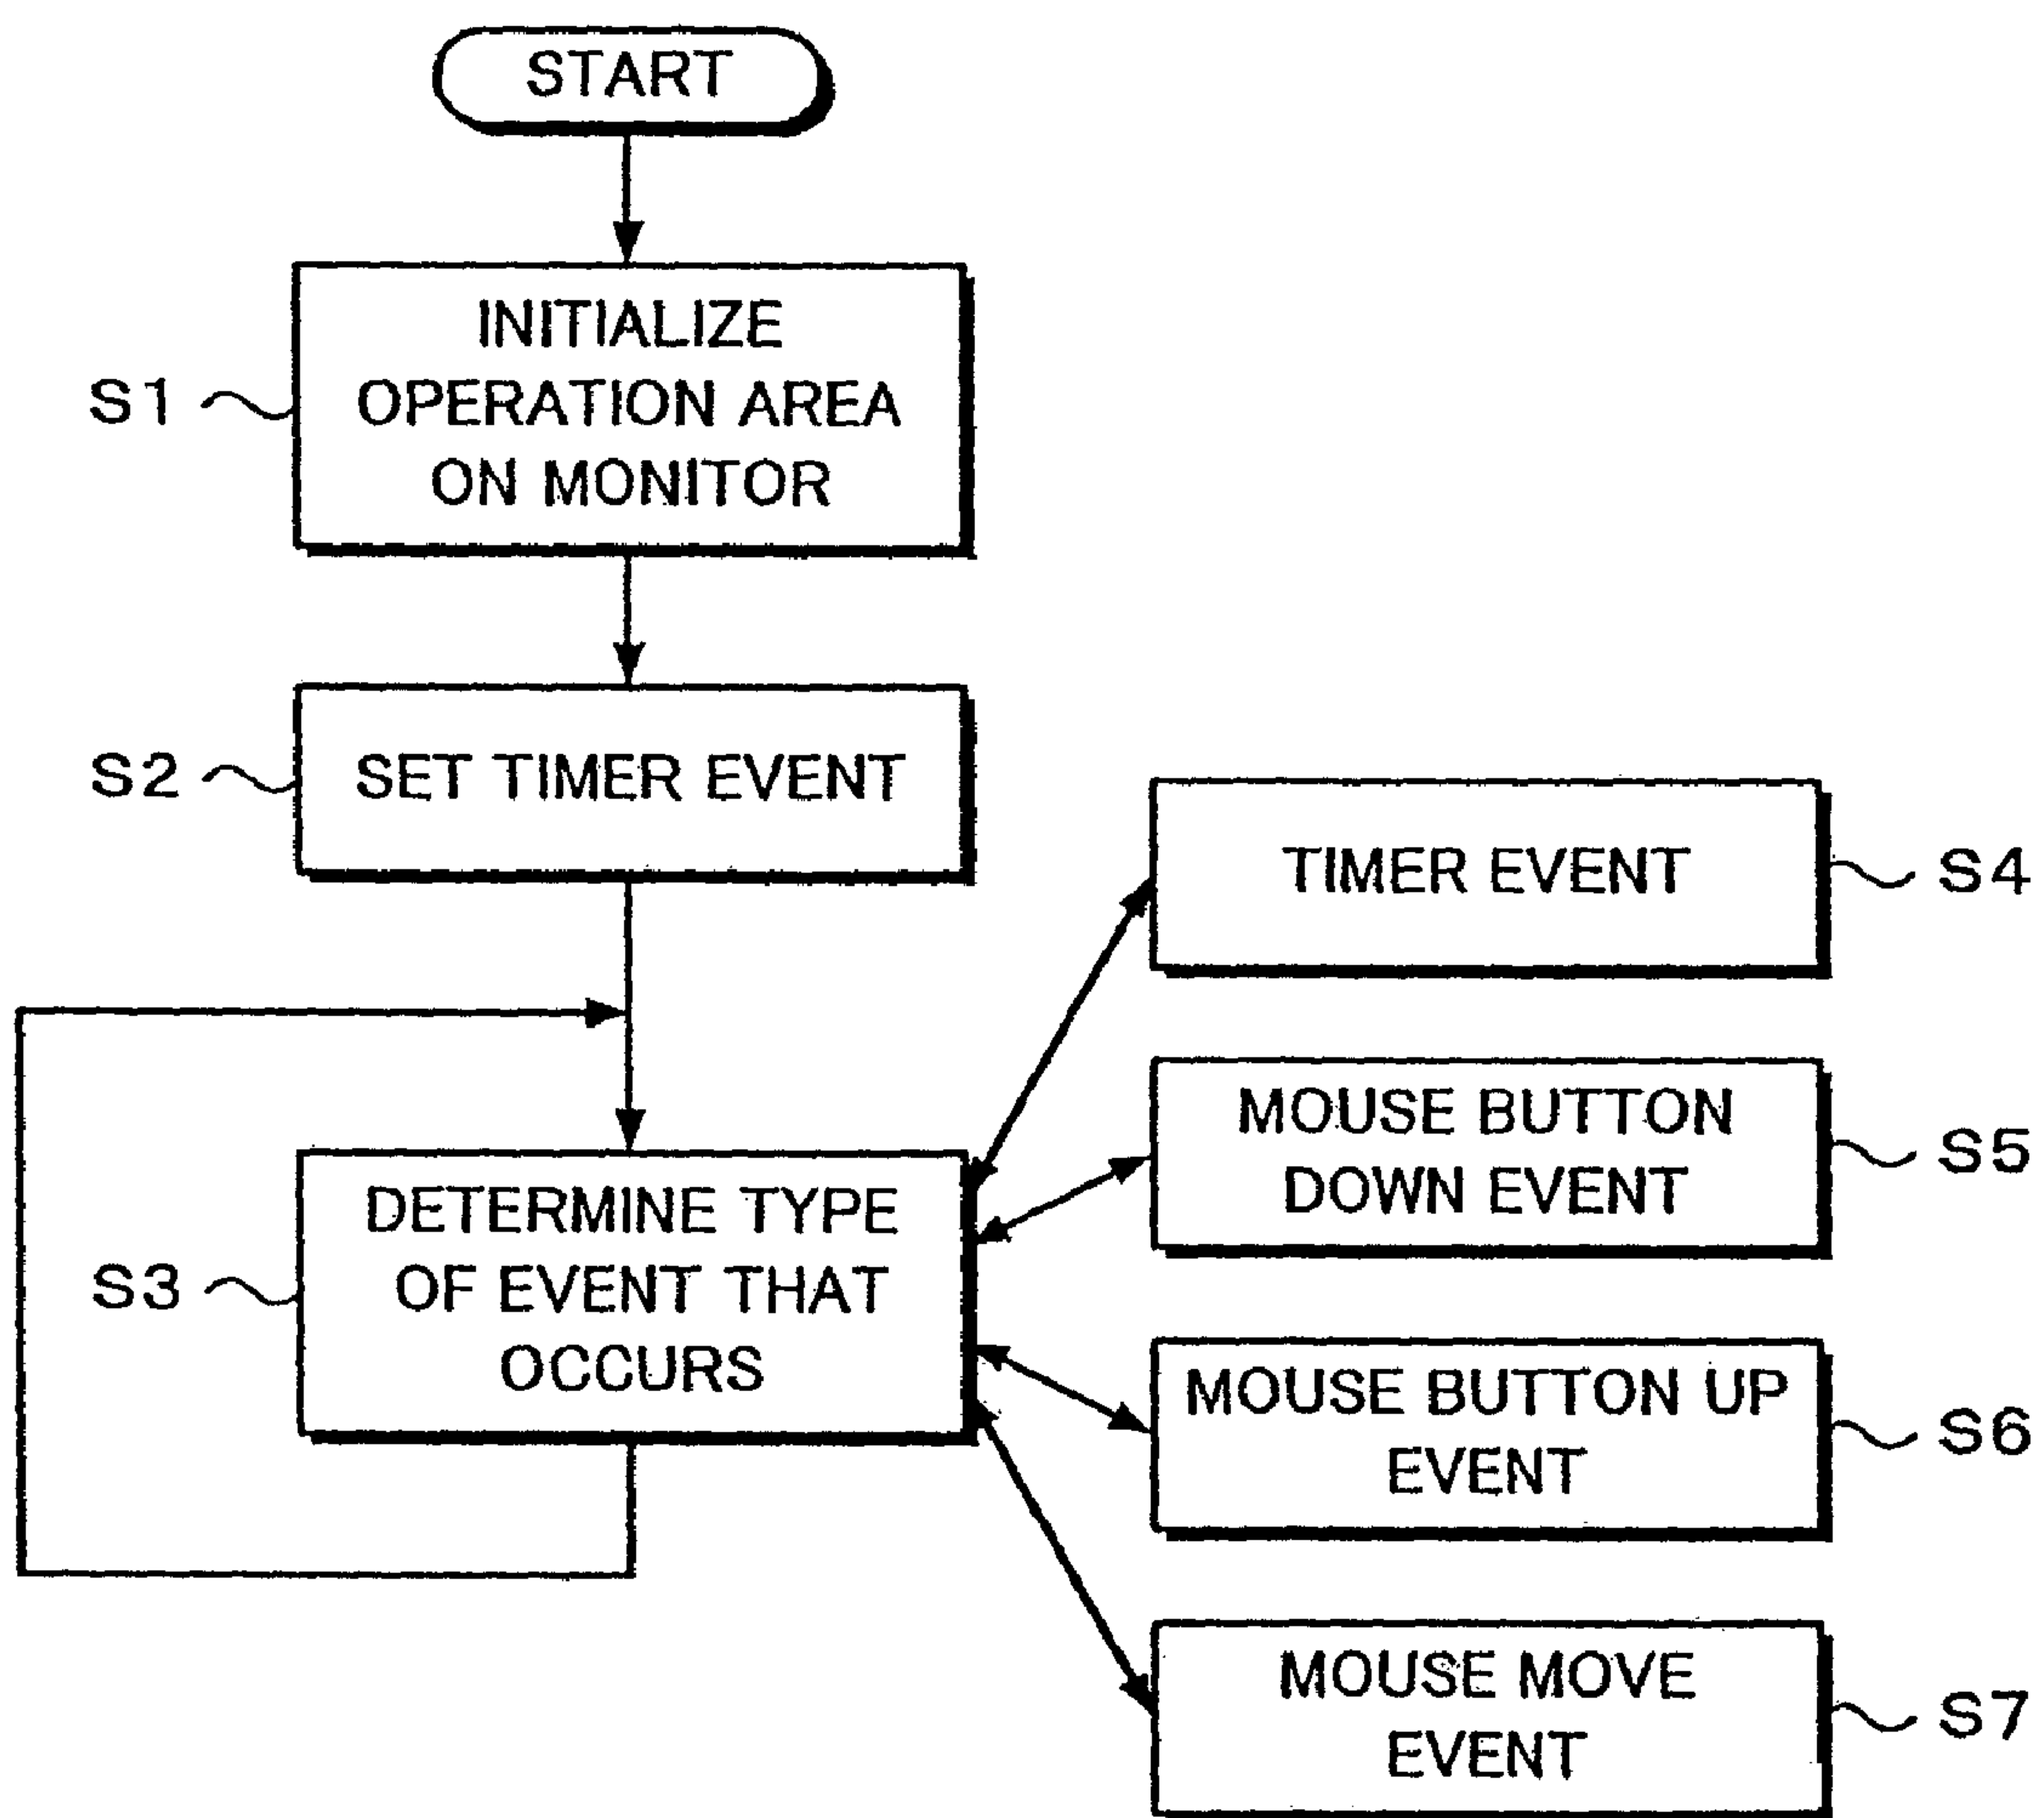 START
INITIALIZE
OPERATION AREA
ON MONITOR
S1
SET TIMER EVENT
S2
DETERMINE TYPE
OF EVENT THAT
OCCURS
S3
TIMER EVENT
S4
MOUSE BUTTON
DOWN EVENT
S5
MOUSE BUTTON UP
EVENT
S6
MOUSE MOVE
EVENT
S7